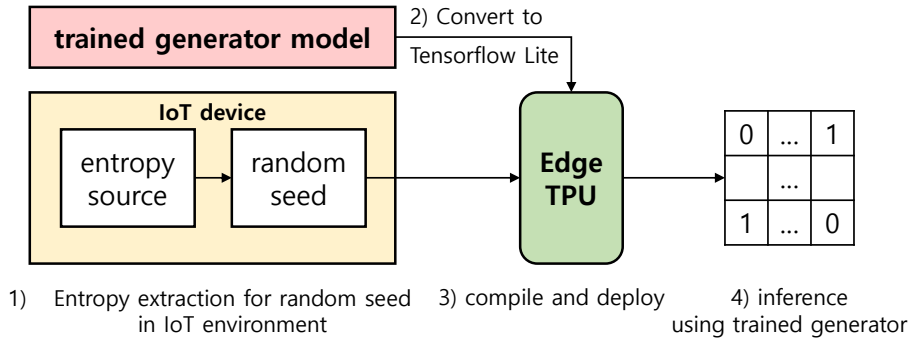 trained generator model
2) Convert to
Tensorflow Lite
IoT device
entropy
source
random
seed
Edge
TPU
0 ... 1
...
1 ... 0
1) Entropy extraction for random seed
in IoT environment
3) compile and deploy
4) inference
using trained generator